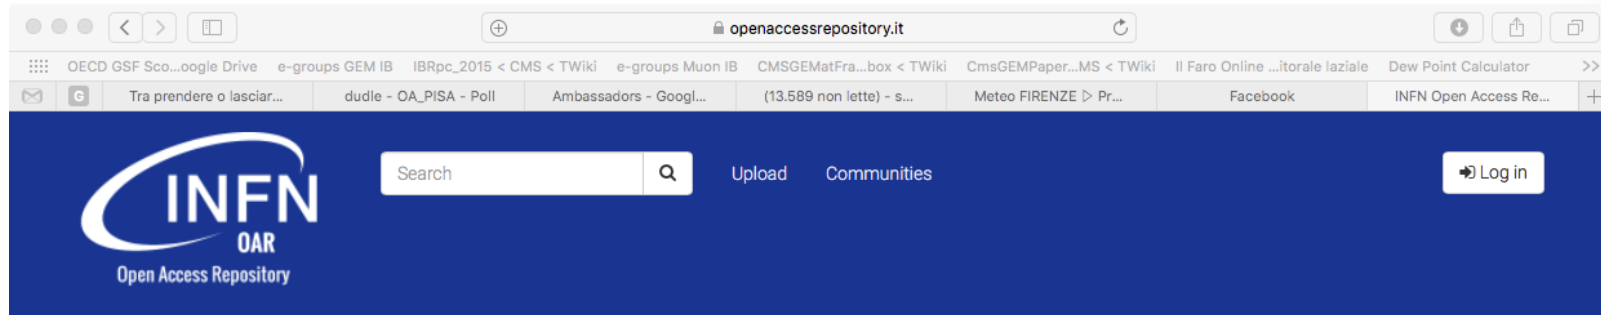 openaccessrepository.it
OECD GSF Sco...oogle Drive e-groups GEM IB IBRpc_2015 < CMS < TWiki e-groups Muon IB CMSGEMatFra...box < TWiki CmsGEMPaper...MS < TWiki Il Faro Online ...itorale laziale Dew Point Calculator >>
G Tra prendere o lasciar... dudle - OA_PISA - Poll Ambassadors - Googl... (13.589 non lette) - s... Meteo FIRENZE ▷ Pr... Facebook INFN Open Access Re... +
Search Upload Communities Log in
INFN
OAR
Open Access Repository